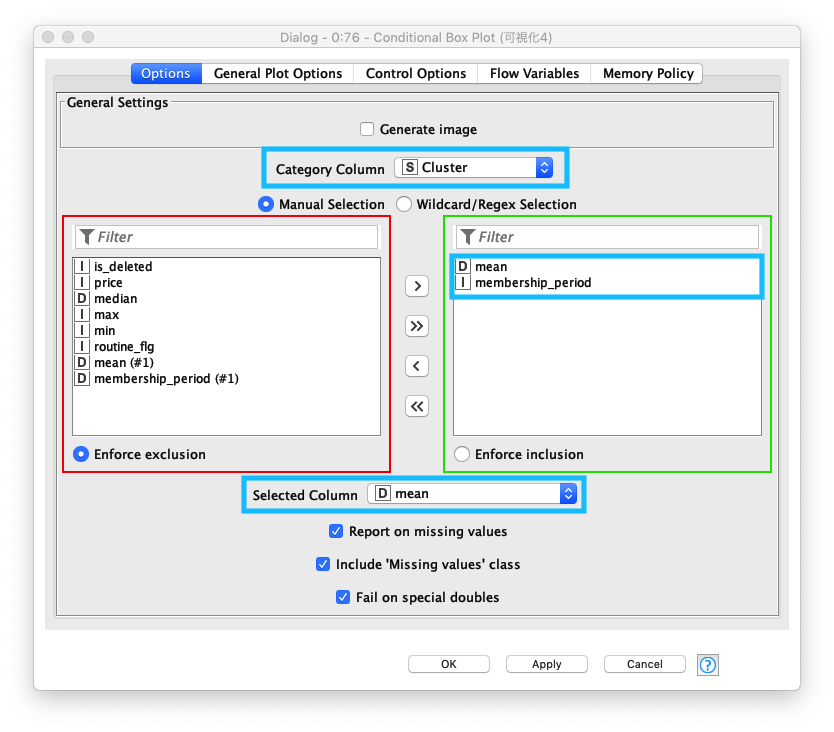 Dialog - 0:76 - Conditional Box Plot (可視化4)
Options General Plot Options Control Options Flow Variables Memory Policy
General Settings
Generate image
Category Column S Cluster
Manual Selection Wildcard/Regex Selection
Filter
I is_deleted
I price
D median
I max
I min
I routine_flg
D mean (#1)
D membership_period (#1)
Enforce exclusion
>
>>
<
<<
Filter
D mean
I membership_period
Enforce inclusion
Selected Column D mean
Report on missing values
Include 'Missing values' class
Fail on special doubles
OK Apply Cancel ?